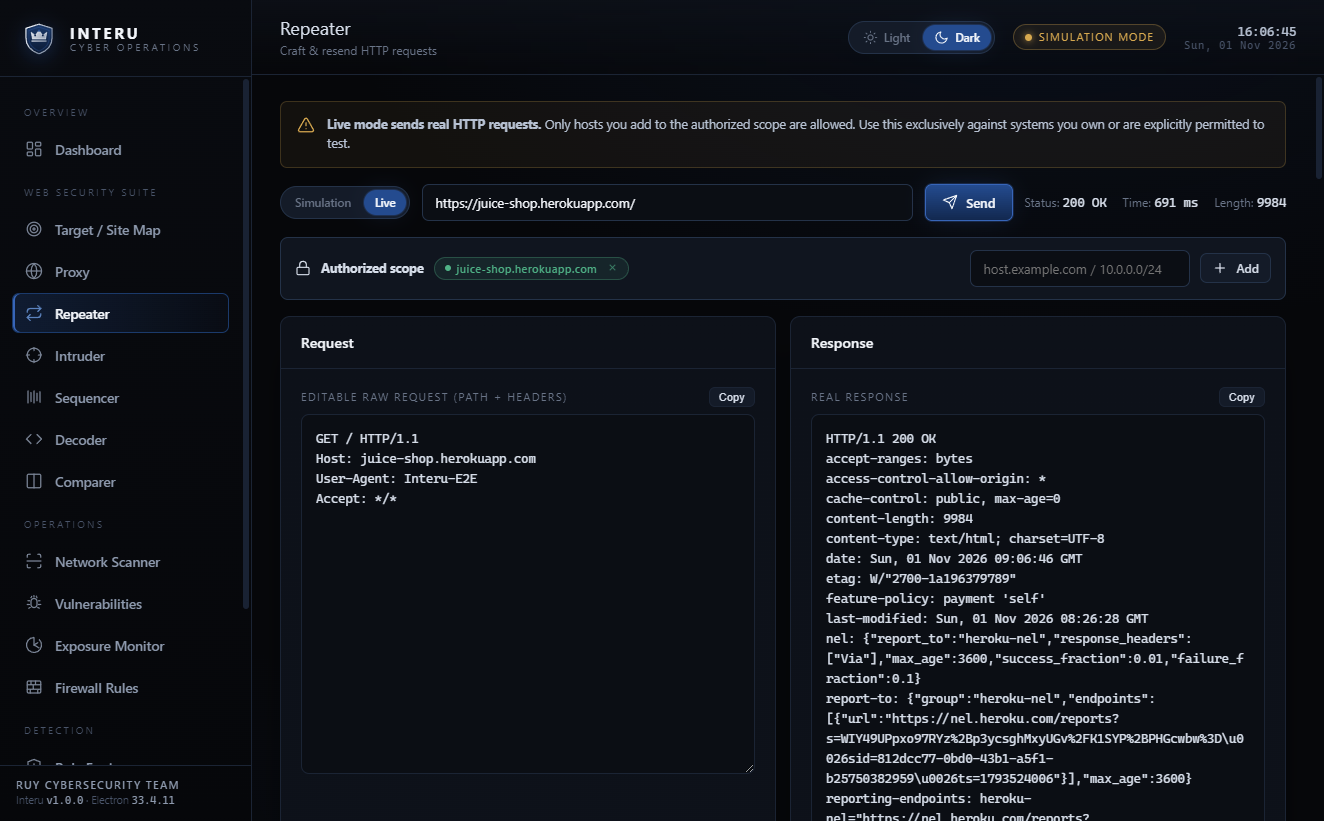 INTERU
CYBER OPERATIONS
OVERVIEW
Dashboard
WEB SECURITY SUITE
Target / Site Map
Proxy
Repeater
Intruder
Sequencer
Decoder
Comparer
OPERATIONS
Network Scanner
Vulnerabilities
Exposure Monitor
Firewall Rules
DETECTION
RUY CYBERSECURITY TEAM
Interu v1.0.0 · Electron 33.4.11
Repeater
Craft & resend HTTP requests
Light
Dark
SIMULATION MODE
16:06:45
Sun, 01 Nov 2026
Live mode sends real HTTP requests. Only hosts you add to the authorized scope are allowed. Use this exclusively against systems you own or are explicitly permitted to
test.
Simulation
Live
https://juice-shop.herokuapp.com/
Send
Status: 200 OK
Time: 691 ms
Length: 9984
Authorized scope
juice-shop.herokuapp.com ×
host.example.com / 10.0.0.0/24
+ Add
Request
EDITABLE RAW REQUEST (PATH + HEADERS)
Copy
GET / HTTP/1.1
Host: juice-shop.herokuapp.com
User-Agent: Interu-E2E
Accept: */*
Response
REAL RESPONSE
Copy
HTTP/1.1 200 OK
accept-ranges: bytes
access-control-allow-origin: *
cache-control: public, max-age=0
content-length: 9984
content-type: text/html; charset=UTF-8
date: Sun, 01 Nov 2026 09:06:46 GMT
etag: W/"2700-1a196379789"
feature-policy: payment 'self'
last-modified: Sun, 01 Nov 2026 08:26:28 GMT
nel: {"report_to":"heroku-nel","response_headers":
["Via"],"max_age":3600,"success_fraction":0.01,"failure_f
raction":0.1}
report-to: {"group":"heroku-nel","endpoints":
[{"url":"https://nel.heroku.com/reports?
s=WIY49UPpxo97RYz%2Bp3ycsghMxyUGv%2FK1SYP%2BPHGcwbw%3D\u0
026sid=812dcc77-0bd0-43b1-a5f1-
b25750382959\u0026ts=1793524006"}],"max_age":3600}
reporting-endpoints: heroku-
nel="https://nel.heroku.com/reports?